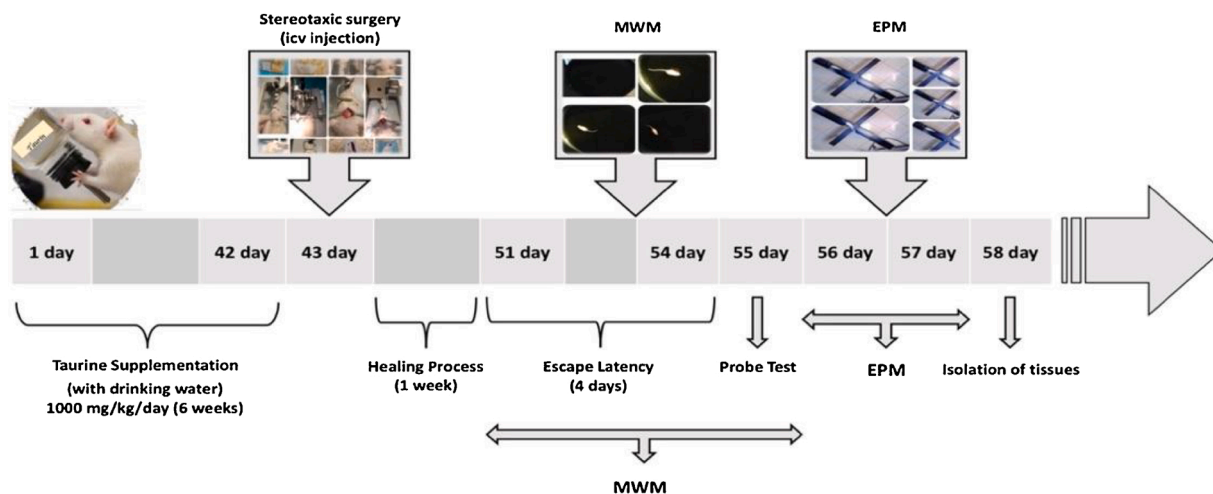 Stereotaxic surgery
(icv injection)
MWM
EPM
1 day
42 day
43 day
51 day
54 day
55 day
56 day
57 day
58 day
Taurine Supplementation
(with drinking water)
1000 mg/kg/day (6 weeks)
Healing Process
(1 week)
Escape Latency
(4 days)
Probe Test
EPM
Isolation of tissues
MWM